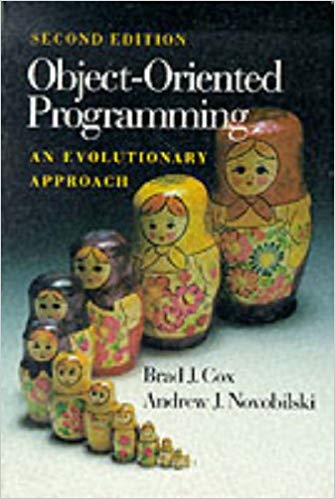 SECOND EDITION
Object-Oriented
Programming
AN EVOLUTIONARY
APPROACH
Brad J. Cox
Andrew J. Novobilski